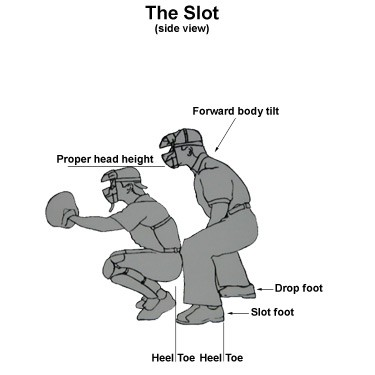 The Slot
(side view)
Forward body tilt
Proper head height
Drop foot
Slot foot
Heel Toe Heel Toe